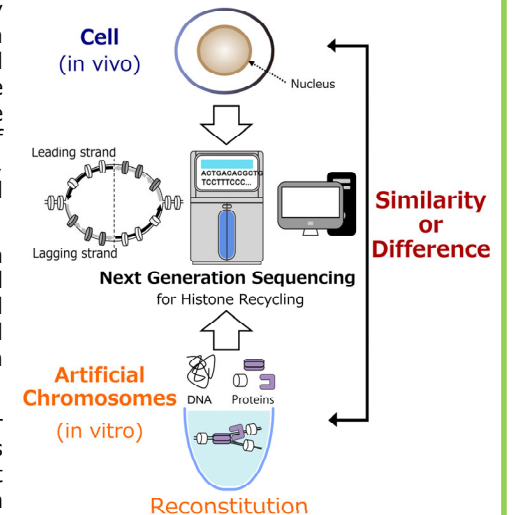 Cell
(in vivo)
Nucleus
Leading strand
ACTGACACGCTG
TCCTTTCCC...
Lagging strand
Similarity
or
Difference
Next Generation Sequencing
for Histone Recycling
Artificial
Chromosomes
(in vitro)
DNA
Proteins
Reconstitution